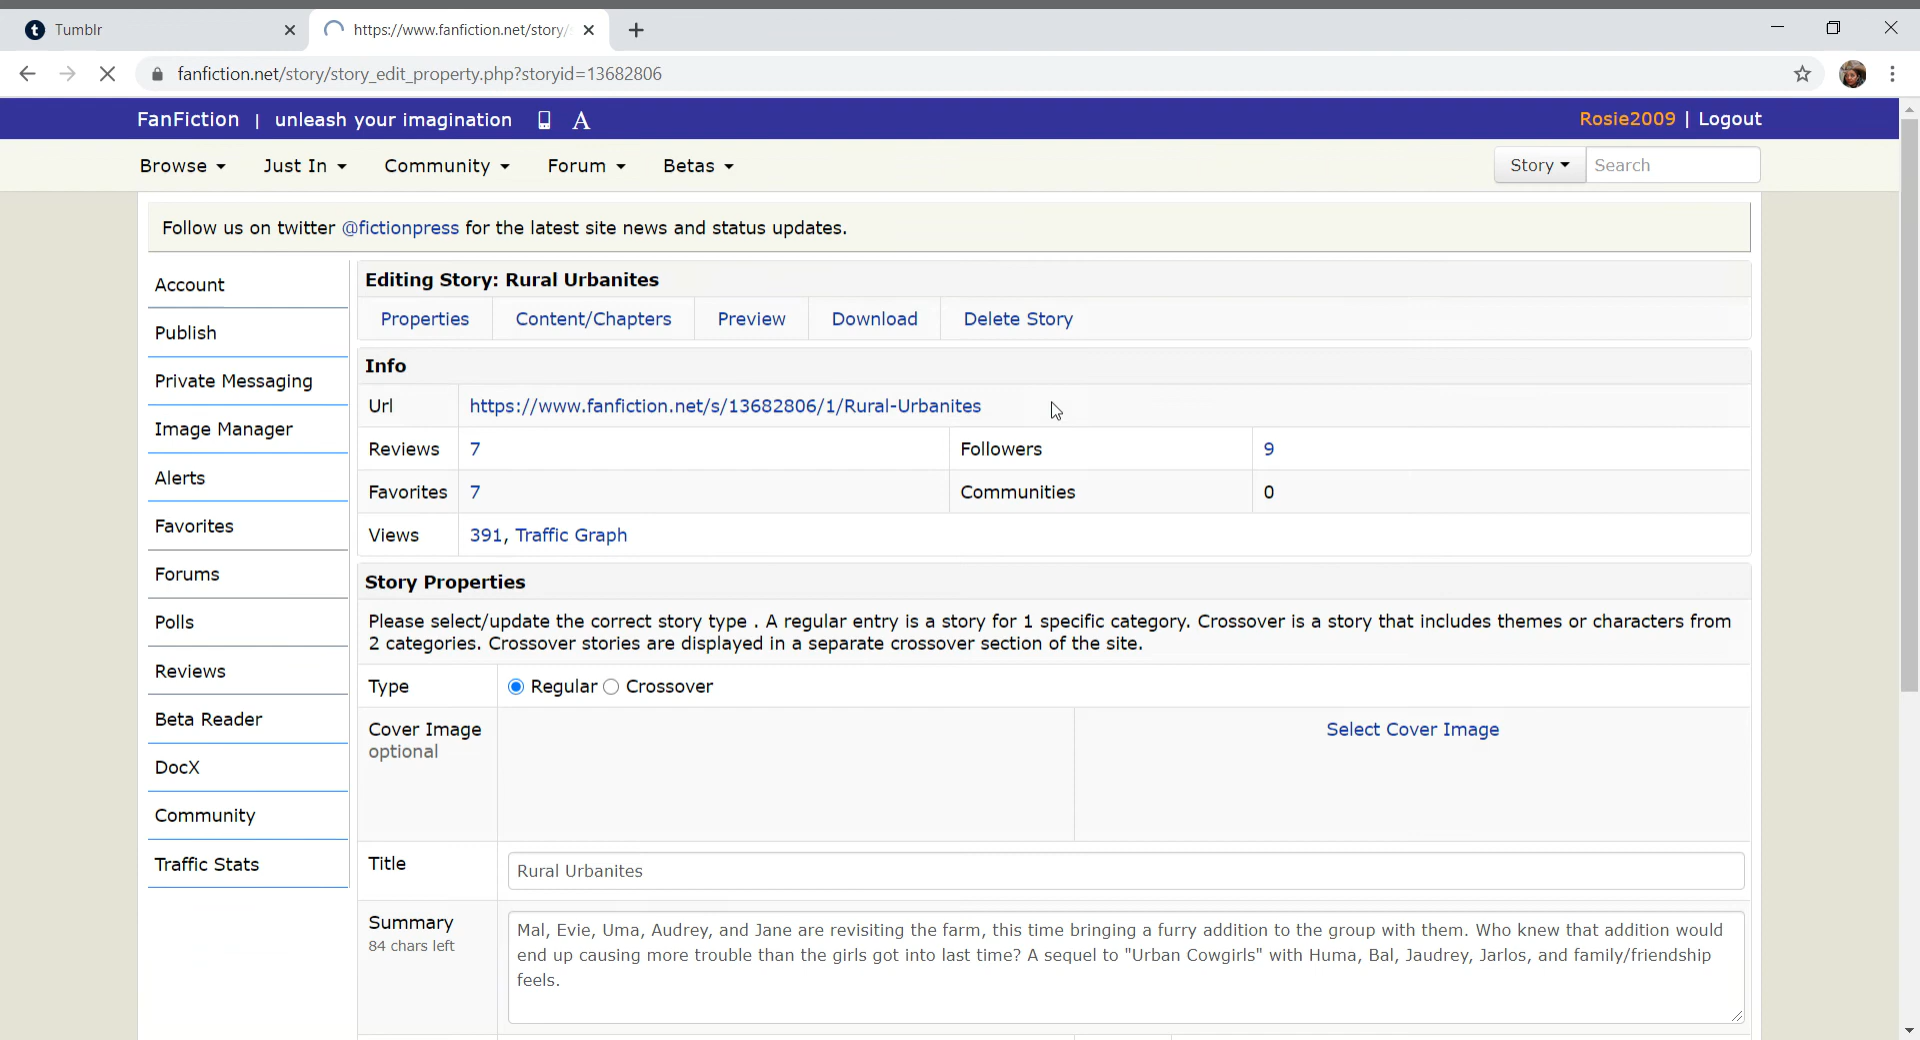 Tumblr
https://www.fanfiction.net/story/
fanfiction.net/story/story_edit_property.php?storyid=13682806
FanFiction | unleash your imagination A
Rosie2009 | Logout
Browse Just In Community Forum Betas
Story Search
Follow us on twitter @fictionpress for the latest site news and status updates.
Account
Publish
Private Messaging
Image Manager
Alerts
Favorites
Forums
Polls
Reviews
Beta Reader
DocX
Community
Traffic Stats
Editing Story: Rural Urbanites
Properties Content/Chapters Preview Download Delete Story
Info
Url https://www.fanfiction.net/s/13682806/1/Rural-Urbanites
Reviews 7 Followers 9
Favorites 7 Communities 0
Views 391, Traffic Graph
Story Properties
Please select/update the correct story type . A regular entry is a story for 1 specific category. Crossover is a story that includes themes or characters from
2 categories. Crossover stories are displayed in a separate crossover section of the site.
Type Regular Crossover
Cover Image Select Cover Image
optional
Title Rural Urbanites
Summary
84 chars left
Mal, Evie, Uma, Audrey, and Jane are revisiting the farm, this time bringing a furry addition to the group with them. Who knew that addition would
end up causing more trouble than the girls got into last time? A sequel to "Urban Cowgirls" with Huma, Bal, Jaudrey, Jarlos, and family/friendship
feels.